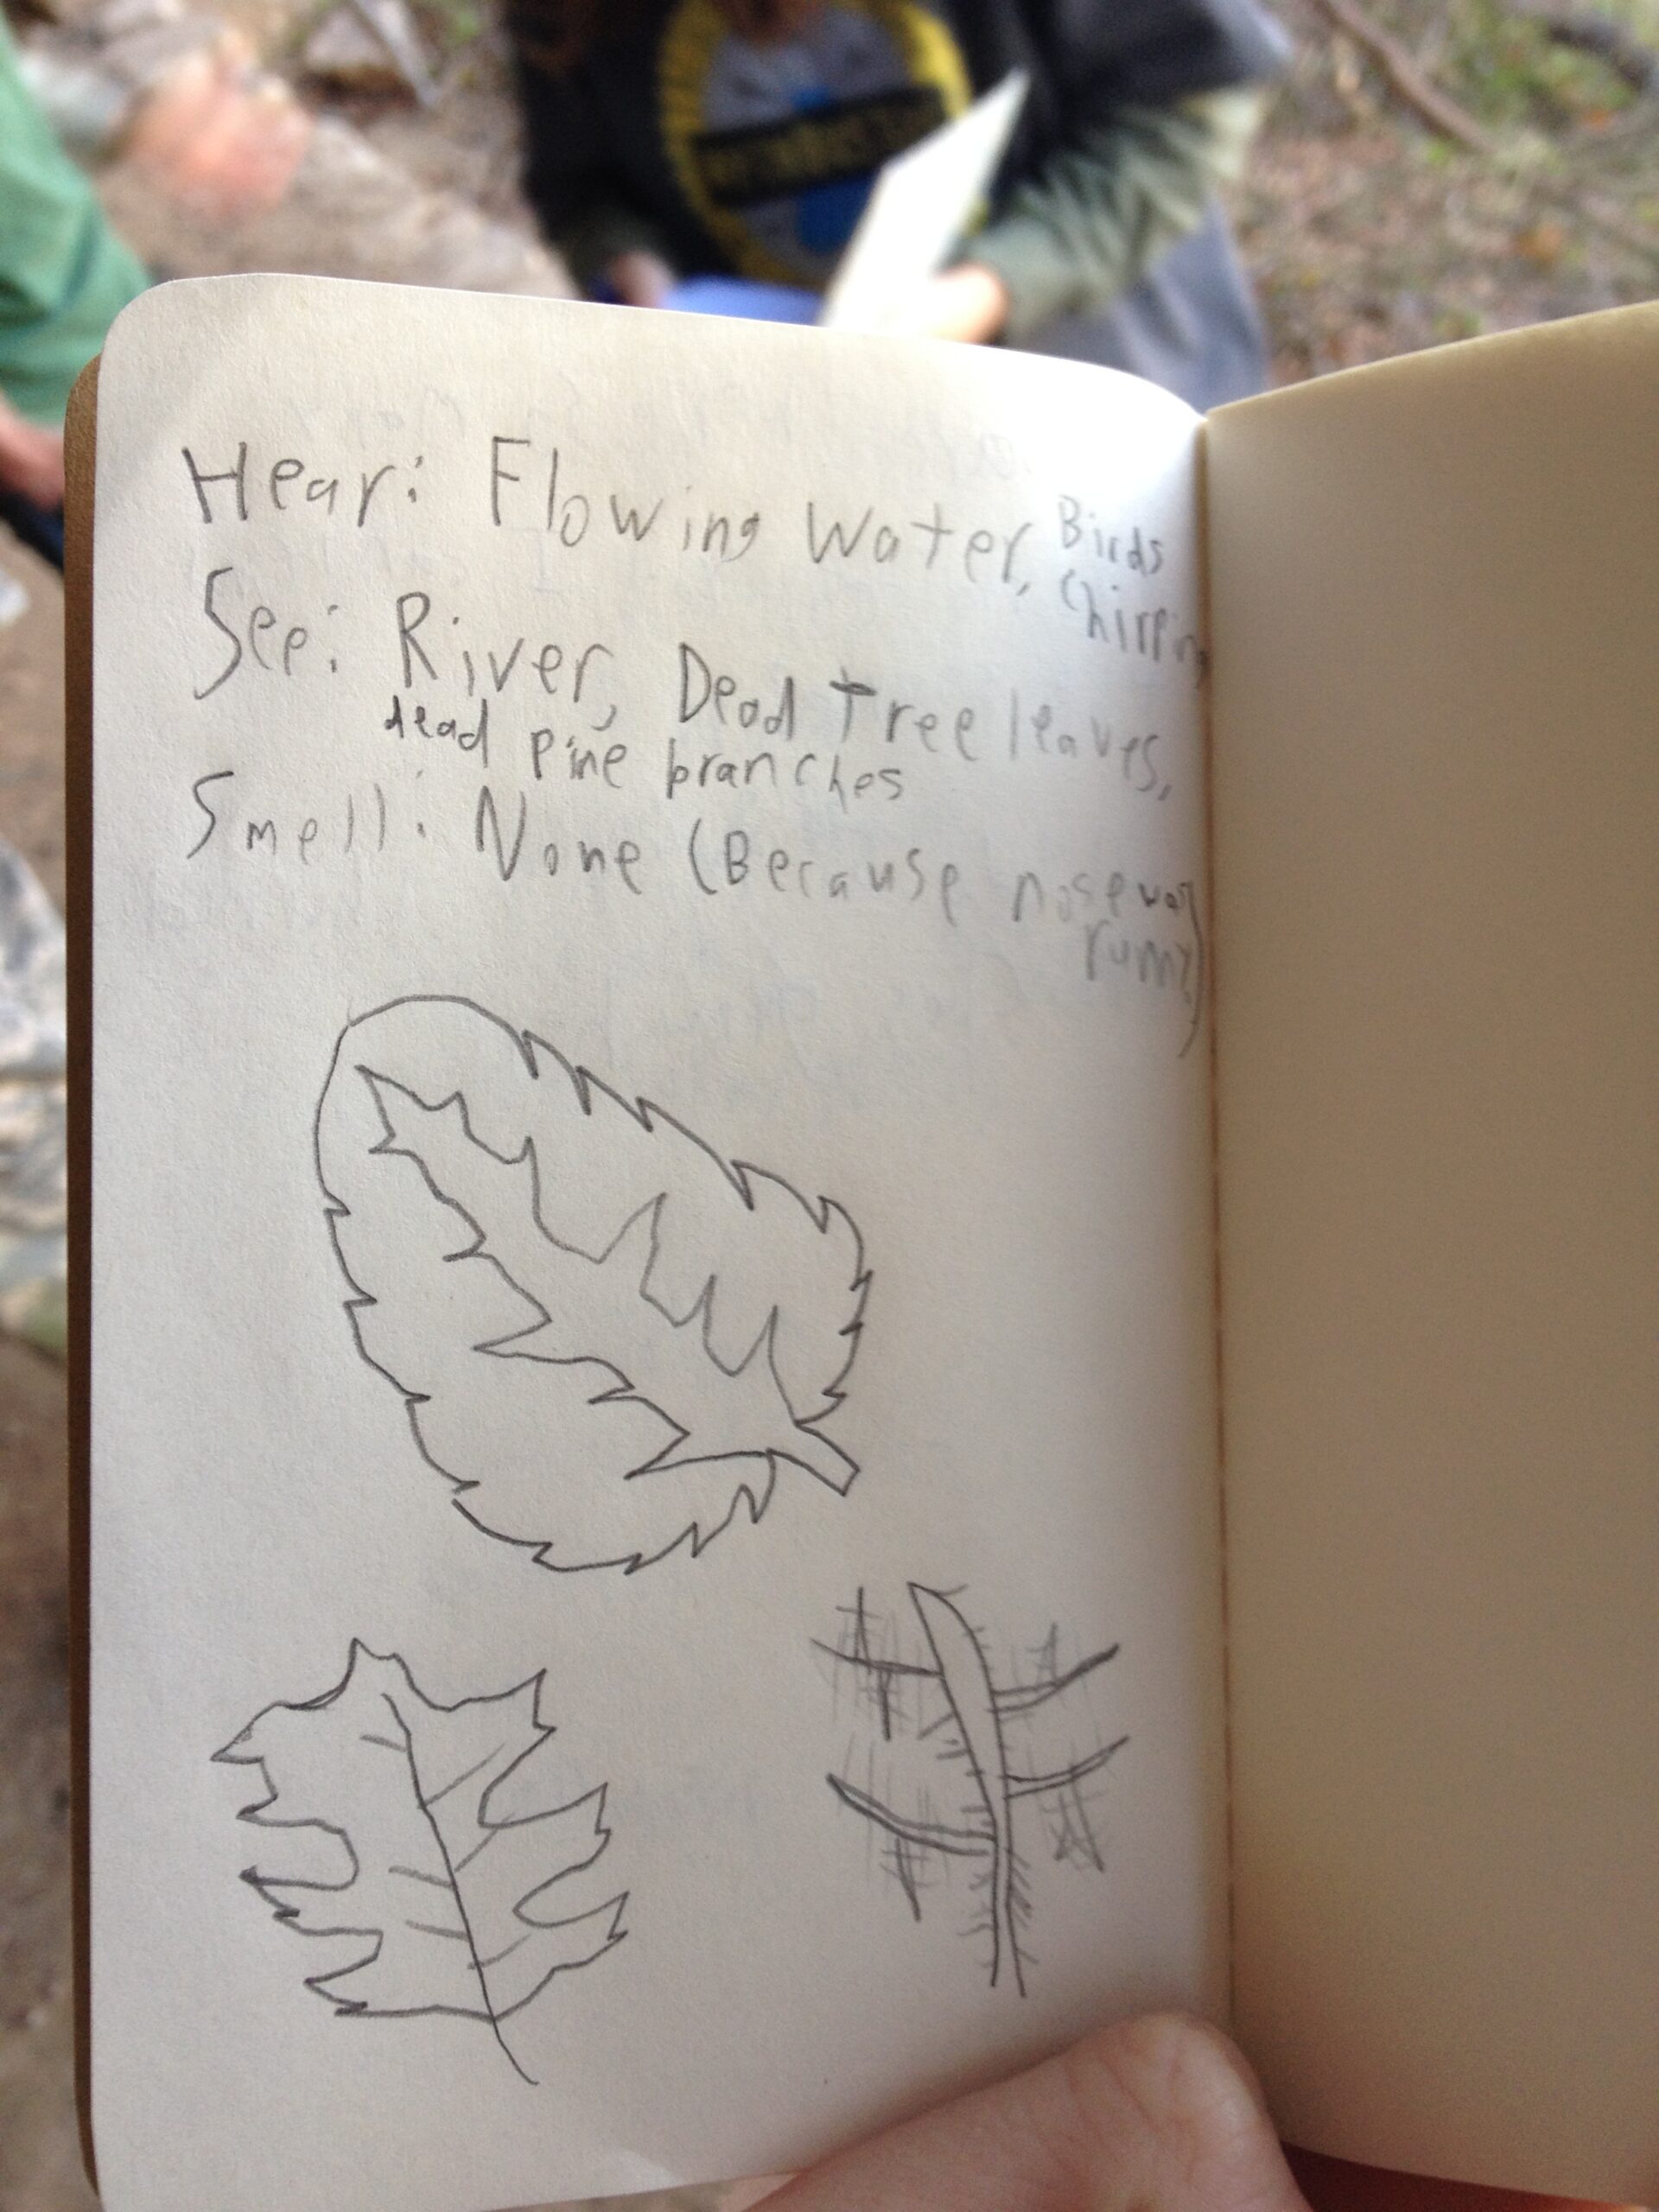 Hear: Flowing Water, Birds
Chirping
See: River, Dead Tree leaves,
dead pine branches
Smell: None (Because nose was
runny)